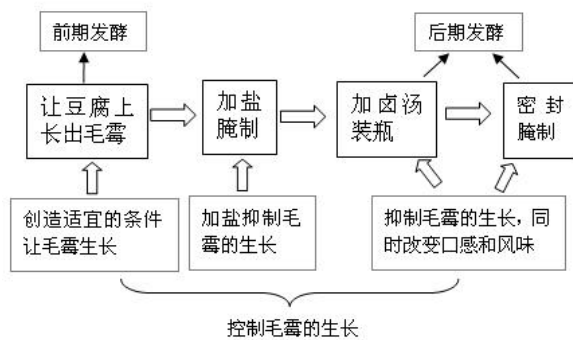 前期发酵
后期发酵
让豆腐上
长出毛霉
加盐
腌制
加卤汤
装瓶
密封
腌制
创造适宜的条件
让毛霉生长
加盐抑制毛
霉的生长
抑制毛霉的生长，同
时改变口感和风味
控制毛霉的生长